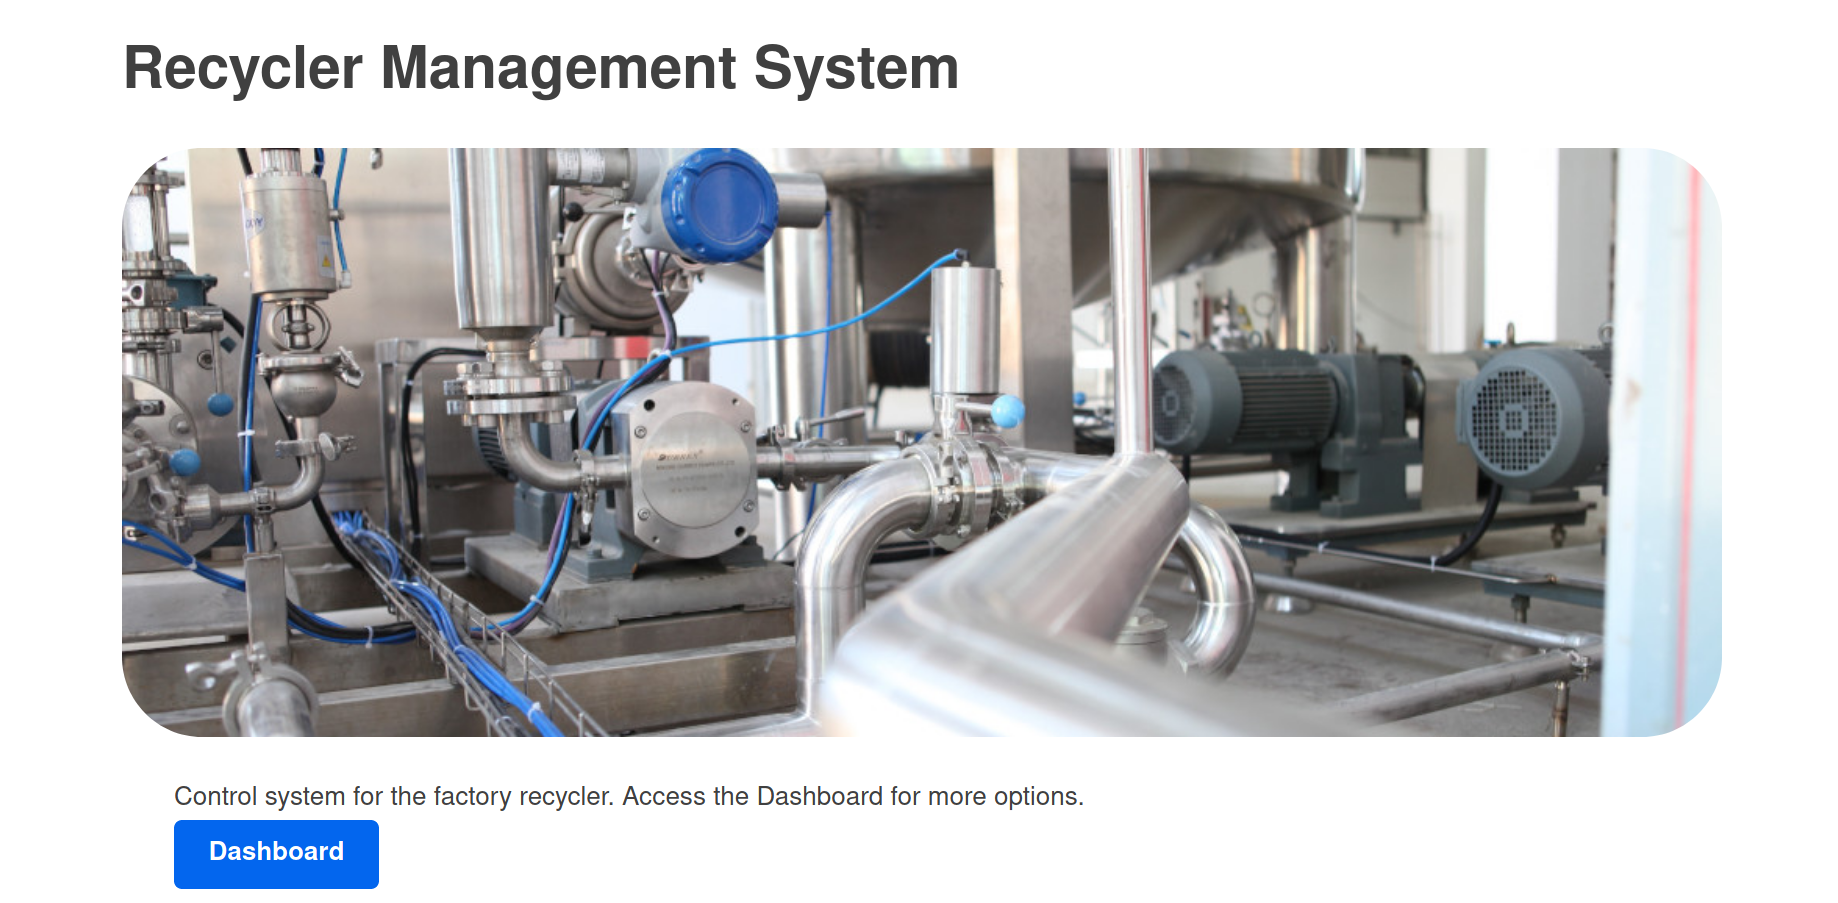 Recycler Management System
Control system for the factory recycler. Access the Dashboard for more options.
Dashboard